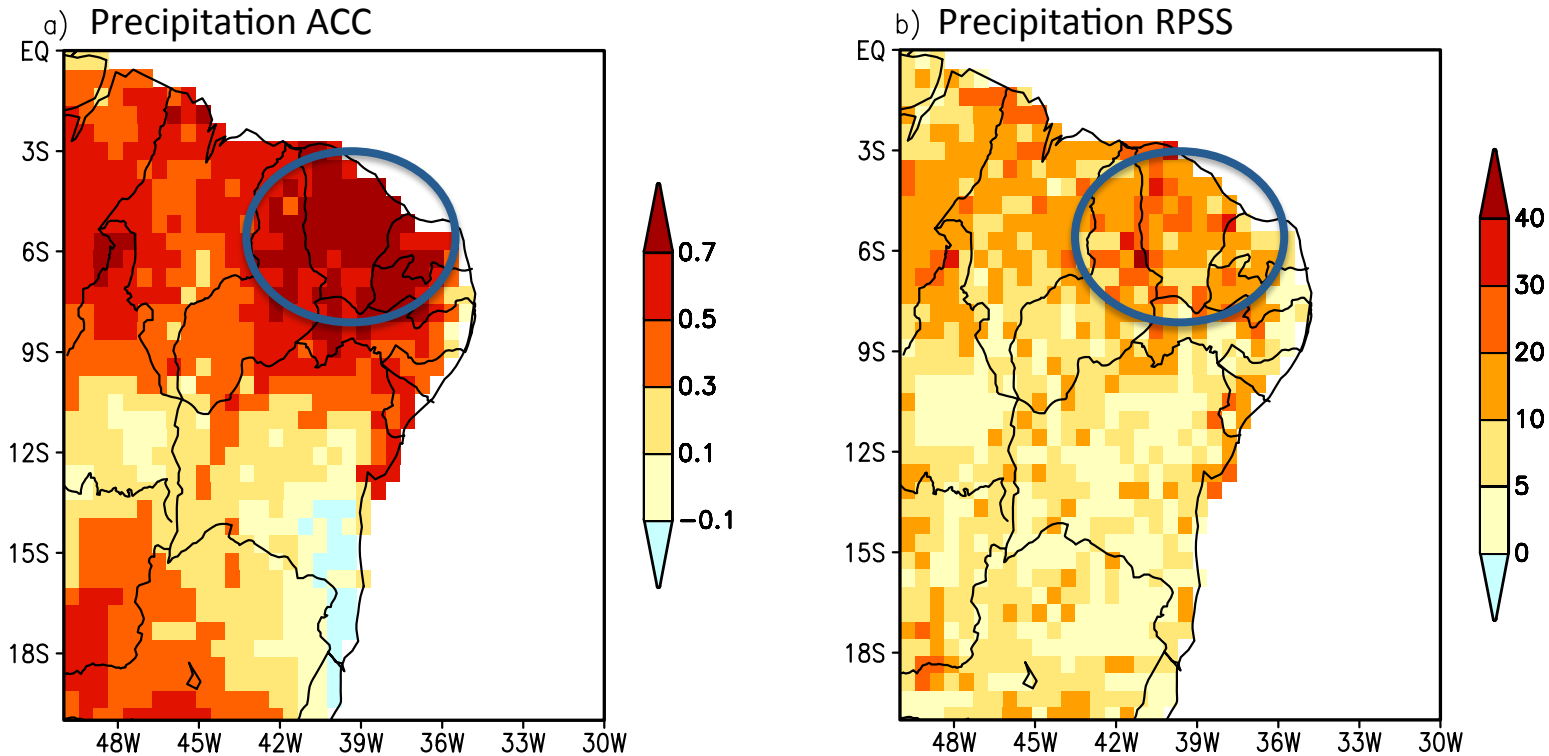 a) Precipitation ACC
EQ
3S
6S
9S
12S
15S
18S
48W 45W 42W 39W 36W 33W 30W
0.7
0.5
0.3
0.1
−0.1
b) Precipitation RPSS
EQ
3S
6S
9S
12S
15S
18S
48W 45W 42W 39W 36W 33W 30W
40
30
20
10
5
0